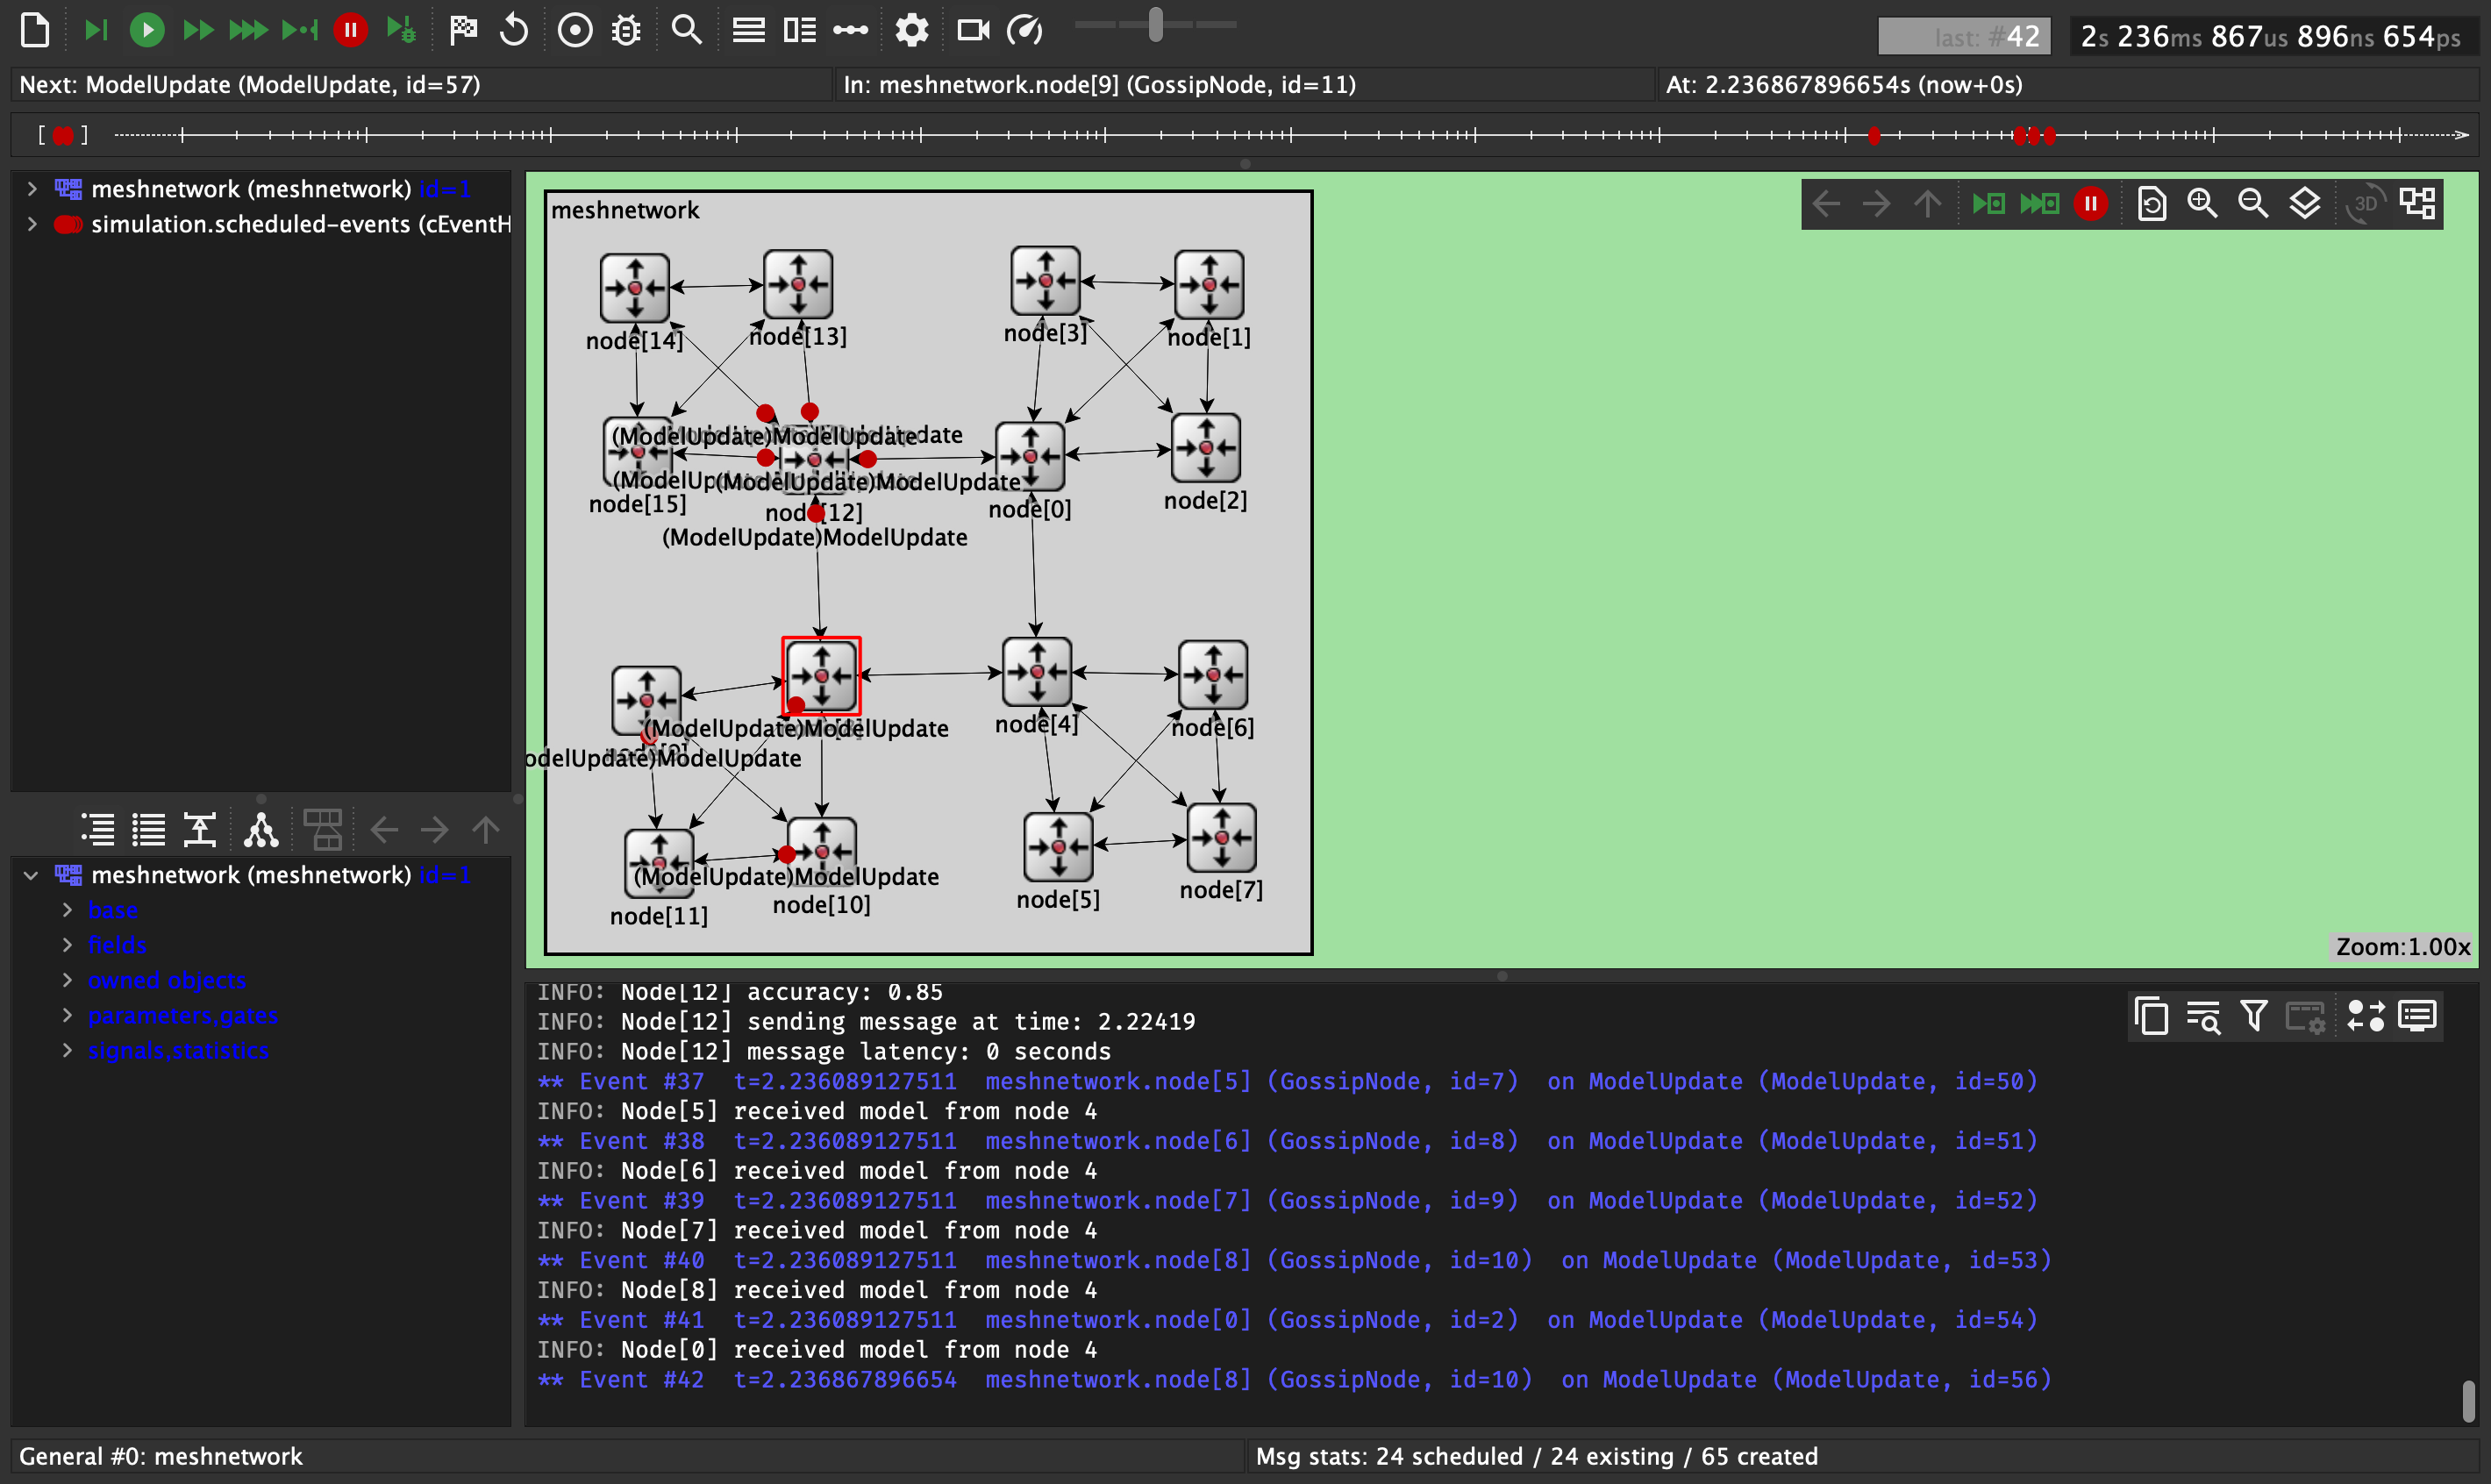 last: #42
2s 236ms 867us 896ns 654ps
Next: ModelUpdate (ModelUpdate, id=57)
In: meshnetwork.node[9] (GossipNode, id=11)
At: 2.236867896654s (now+0s)
meshnetwork (meshnetwork) id=1
simulation.scheduled-events (cEventH
meshnetwork
3D
node[14]
node[13]
node[3]
node[1]
(ModelUpdate)ModelUpdate
(ModelUpdate)ModelUpdate
node[15]
node[12]
node[0]
node[2]
(ModelUpdate)ModelUpdate
(ModelUpdate)ModelUpdate
odelUpdate)ModelUpdate
node[4]
node[6]
(ModelUpdate)ModelUpdate
node[11]
node[10]
node[5]
node[7]
Zoom:1.00x
meshnetwork (meshnetwork) id=1
base
fields
owned objects
parameters,gates
signals,statistics
INFO: Node[12] accuracy: 0.85
INFO: Node[12] sending message at time: 2.22419
INFO: Node[12] message latency: 0 seconds
** Event #37 t=2.236089127511 meshnetwork.node[5] (GossipNode, id=7) on ModelUpdate (ModelUpdate, id=50)
INFO: Node[5] received model from node 4
** Event #38 t=2.236089127511 meshnetwork.node[6] (GossipNode, id=8) on ModelUpdate (ModelUpdate, id=51)
INFO: Node[6] received model from node 4
** Event #39 t=2.236089127511 meshnetwork.node[7] (GossipNode, id=9) on ModelUpdate (ModelUpdate, id=52)
INFO: Node[7] received model from node 4
** Event #40 t=2.236089127511 meshnetwork.node[8] (GossipNode, id=10) on ModelUpdate (ModelUpdate, id=53)
INFO: Node[8] received model from node 4
** Event #41 t=2.236089127511 meshnetwork.node[0] (GossipNode, id=2) on ModelUpdate (ModelUpdate, id=54)
INFO: Node[0] received model from node 4
** Event #42 t=2.236867896654 meshnetwork.node[8] (GossipNode, id=10) on ModelUpdate (ModelUpdate, id=56)
General #0: meshnetwork
Msg stats: 24 scheduled / 24 existing / 65 created